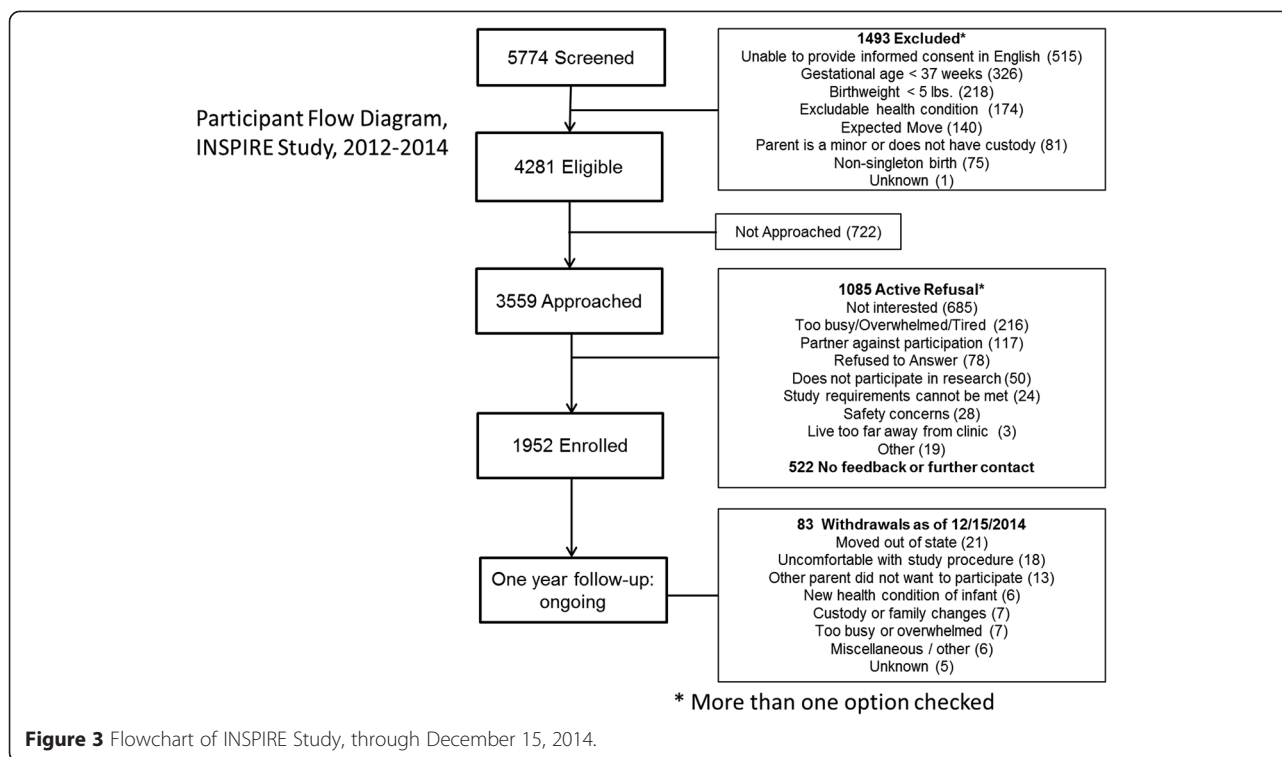 5774 Screened
1493 Excluded*
Unable to provide informed consent in English (515)
Gestational age < 37 weeks (326)
Birthweight < 5 lbs. (218)
Excludable health condition (174)
Expected Move (140)
Parent is a minor or does not have custody (81)
Non-singleton birth (75)
Unknown (1)
Participant Flow Diagram,
INSPIRE Study, 2012-2014
4281 Eligible
Not Approached (722)
3559 Approached
1085 Active Refusal*
Not interested (685)
Too busy/Overwhelmed/Tired (216)
Partner against participation (117)
Refused to Answer (78)
Does not participate in research (50)
Study requirements cannot be met (24)
Safety concerns (28)
Live too far away from clinic (3)
Other (19)
522 No feedback or further contact
1952 Enrolled
One year follow-up:
ongoing
83 Withdrawals as of 12/15/2014
Moved out of state (21)
Uncomfortable with study procedure (18)
Other parent did not want to participate (13)
New health condition of infant (6)
Custody or family changes (7)
Too busy or overwhelmed (7)
Miscellaneous / other (6)
Unknown (5)
* More than one option checked
Figure 3 Flowchart of INSPIRE Study, through December 15, 2014.